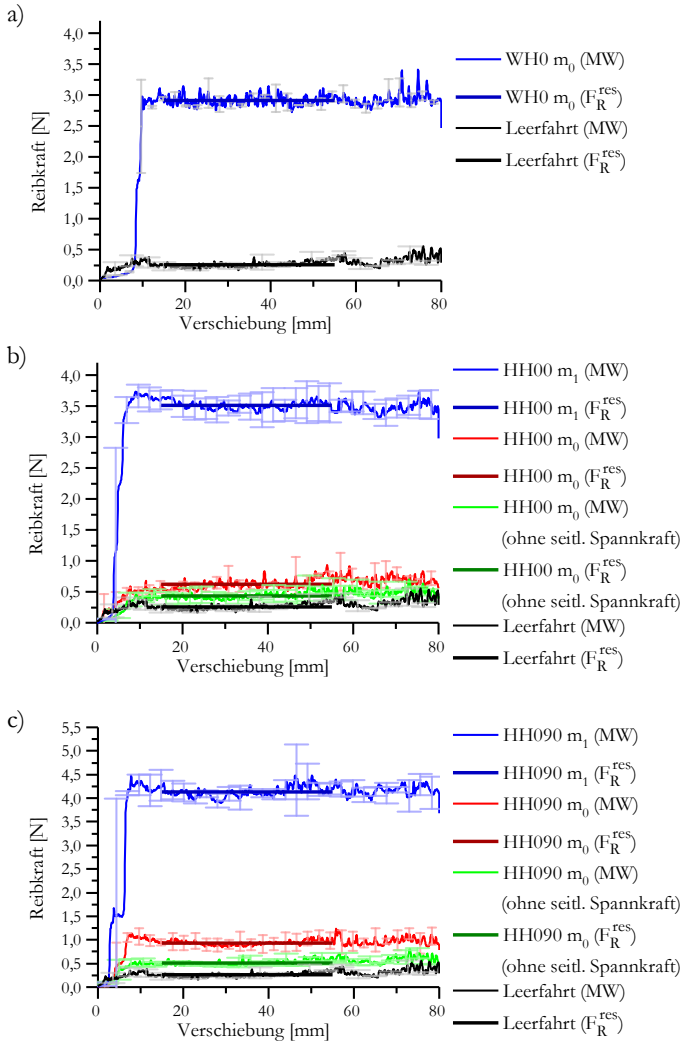 a)
4,0
3,5
3,0
2,5
2,0
1,5
1,0
0,5
0,0
Reibkraft [N]
0 20 40 60 80
Verschiebung [mm]
WH0 m0 (MW)
WH0 m0 (FRres)
Leerfahrt (MW)
Leerfahrt (FRres)
b)
4,0
3,5
3,0
2,5
2,0
1,5
1,0
0,5
0,0
Reibkraft [N]
0 20 40 60 80
Verschiebung [mm]
HH00 m1 (MW)
HH00 m1 (FRres)
HH00 m0 (MW)
HH00 m0 (FRres)
HH00 m0 (MW)
(ohne seitl. Spannkraft)
HH00 m0 (FRres)
(ohne seitl. Spannkraft)
Leerfahrt (MW)
Leerfahrt (FRres)
c)
5,5
5,0
4,5
4,0
3,5
3,0
2,5
2,0
1,5
1,0
0,5
0,0
Reibkraft [N]
0 20 40 60 80
Verschiebung [mm]
HH090 m1 (MW)
HH090 m1 (FRres)
HH090 m0 (MW)
HH090 m0 (FRres)
HH090 m0 (MW)
(ohne seitl. Spannkraft)
HH090 m0 (FRres)
(ohne seitl. Spannkraft)
Leerfahrt (MW)
Leerfahrt (FRres)